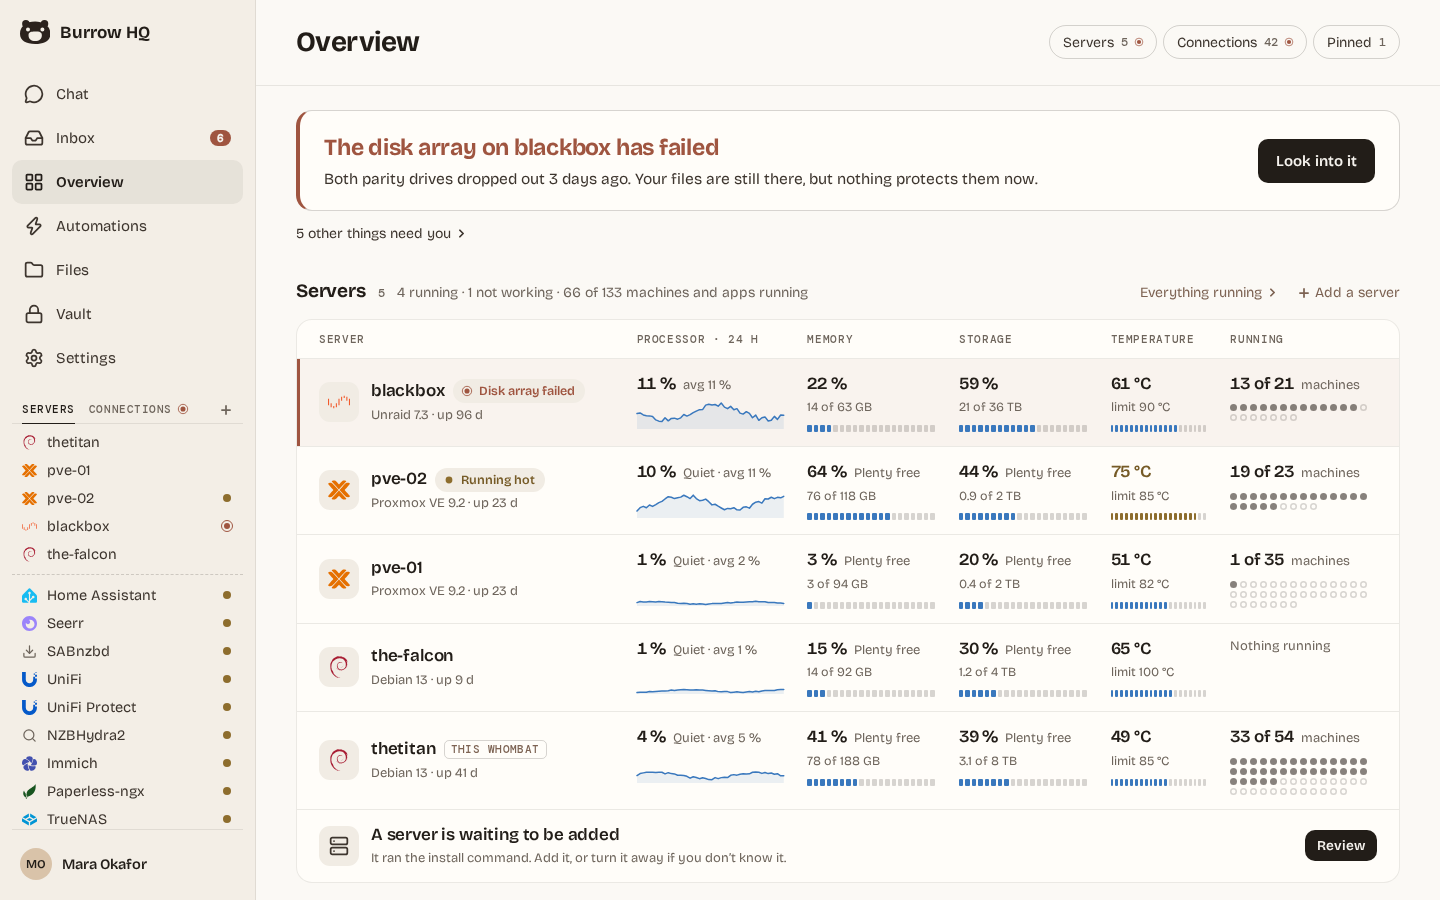 Burrow HQ
Chat
Inbox 6
Overview
Automations
Files
Vault
Settings
SERVERS CONNECTIONS
thetitan
pve-01
pve-02
blackbox
the-falcon
Home Assistant
Seerr
SABnzbd
UniFi
UniFi Protect
NZBHydra2
Immich
Paperless-ngx
TrueNAS
MO Mara Okafor
Overview
Servers 5 Connections 42 Pinned 1
The disk array on blackbox has failed
Both parity drives dropped out 3 days ago. Your files are still there, but nothing protects them now.
Look into it
5 other things need you
Servers 5 4 running · 1 not working · 66 of 133 machines and apps running
Everything running + Add a server
SERVER PROCESSOR · 24 H MEMORY STORAGE TEMPERATURE RUNNING
blackbox Disk array failed
Unraid 7.3 · up 96 d
11 % avg 11 %
22 %
14 of 63 GB
59 %
21 of 36 TB
61 °C
limit 90 °C
13 of 21 machines
pve-02 Running hot
Proxmox VE 9.2 · up 23 d
10 % Quiet · avg 11 %
64 % Plenty free
76 of 118 GB
44 % Plenty free
0.9 of 2 TB
75 °C
limit 85 °C
19 of 23 machines
pve-01
Proxmox VE 9.2 · up 23 d
1 % Quiet · avg 2 %
3 % Plenty free
3 of 94 GB
20 % Plenty free
0.4 of 2 TB
51 °C
limit 82 °C
1 of 35 machines
the-falcon
Debian 13 · up 9 d
1 % Quiet · avg 1 %
15 % Plenty free
14 of 92 GB
30 % Plenty free
1.2 of 4 TB
65 °C
limit 100 °C
Nothing running
thetitan THIS WHOMBAT
Debian 13 · up 41 d
4 % Quiet · avg 5 %
41 % Plenty free
78 of 188 GB
39 % Plenty free
3.1 of 8 TB
49 °C
limit 85 °C
33 of 54 machines
A server is waiting to be added
It ran the install command. Add it, or turn it away if you don't know it.
Review